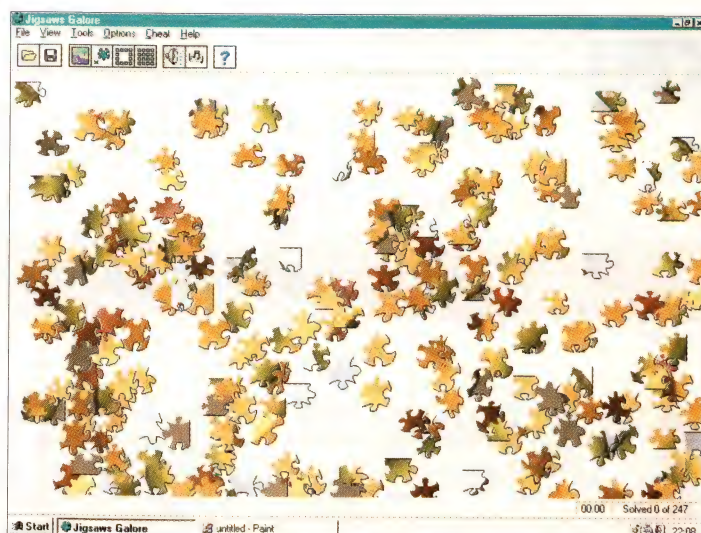 Jigsaws Galore
File View Tools Options Cheat Help
?
00:00 Solved 0 of 247
Start Jigsaws Galore untitled - Paint 22:08